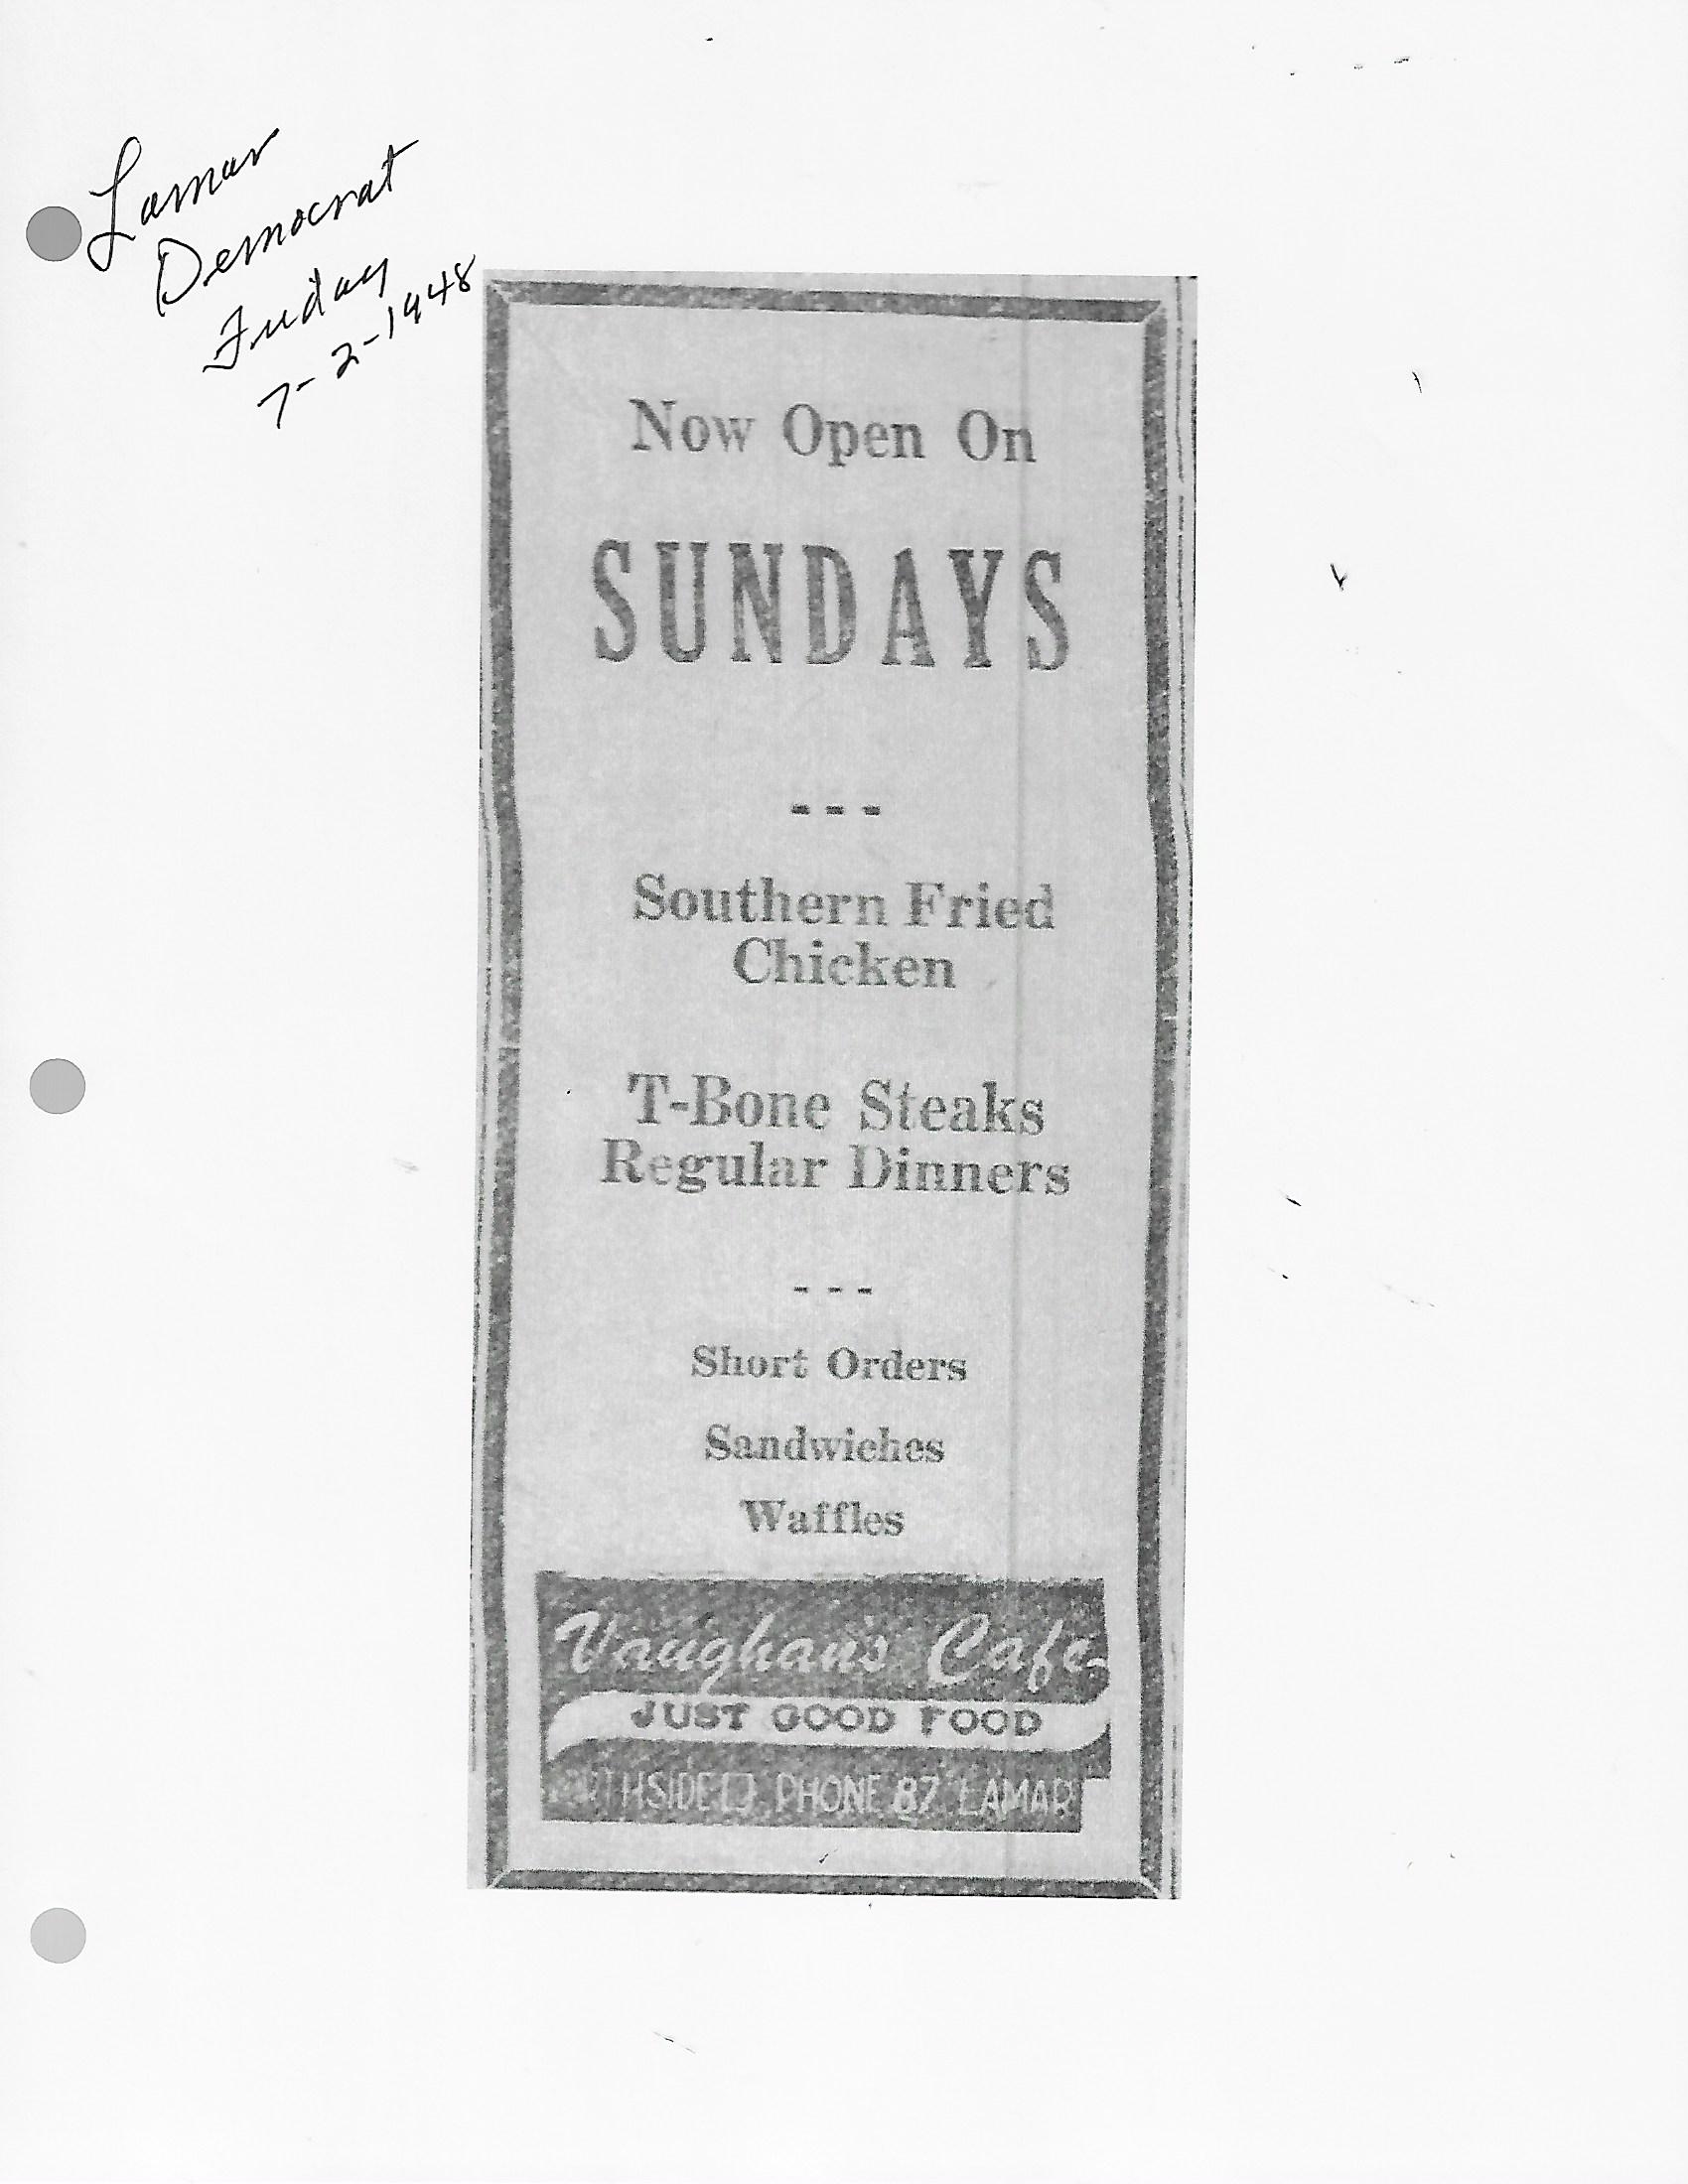 Lamar
Democrat
Friday
7-2-1948
Now Open On
SUNDAYS
---
Southern Fried
Chicken
T-Bone Steaks
Regular Dinners
---
Short Orders
Sandwiches
Waffles
Vaughan's Cafe
JUST GOOD FOOD
PHONE 87 LAMAR